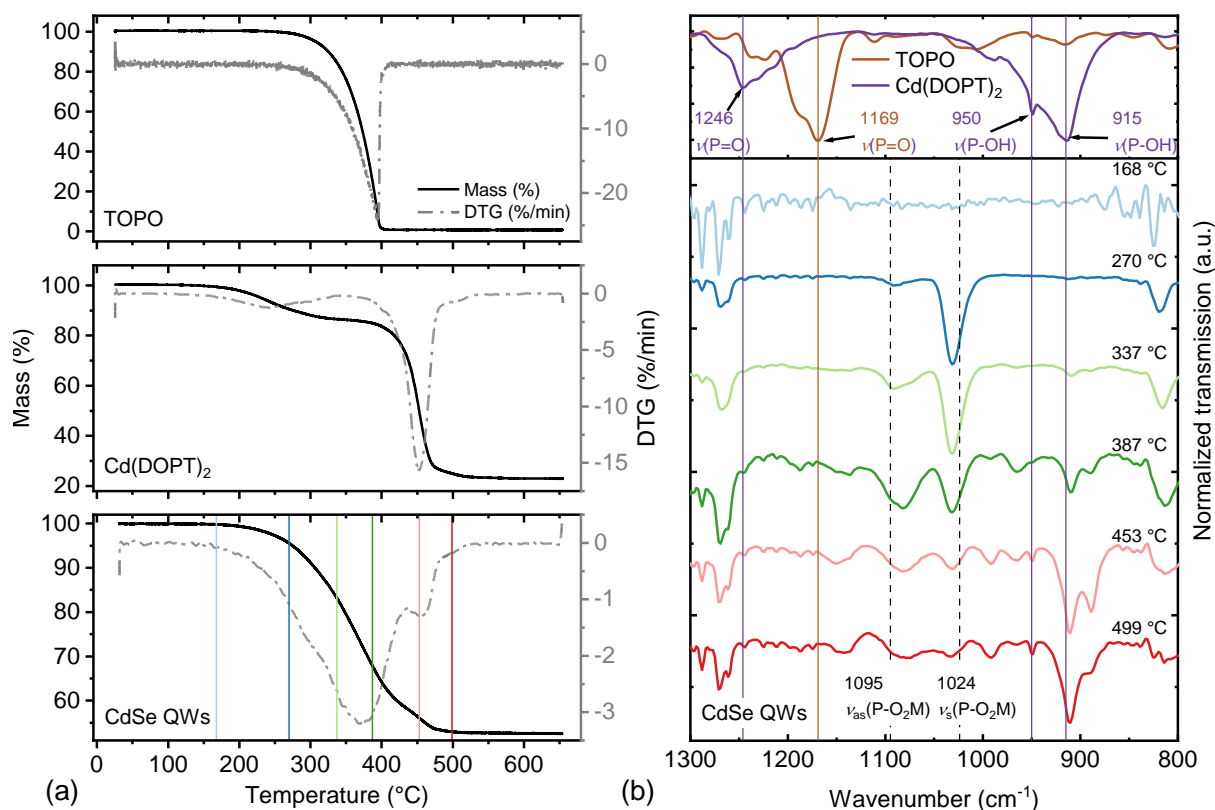 100
80
60
40
20
0
0
-10
-20
Mass (%)
DTG (%/min)
TOPO
100
80
60
40
20
0
-5
-10
-15
Cd(DOPT)2
Mass (%)
DTG (%/min)
100
90
80
70
60
0
-1
-2
-3
CdSe QWs
0 100 200 300 400 500 600
(a)
Temperature (°C)
TOPO
Cd(DOPT)2
1246
ν(P=O)
1169
ν(P=O)
950
ν(P-OH)
915
ν(P-OH)
168 °C
270 °C
337 °C
387 °C
453 °C
499 °C
1095
νas(P-O2M)
1024
νs(P-O2M)
CdSe QWs
Normalized transmission (a.u.)
1300 1200 1100 1000 900 800
(b)
Wavenumber (cm-1)